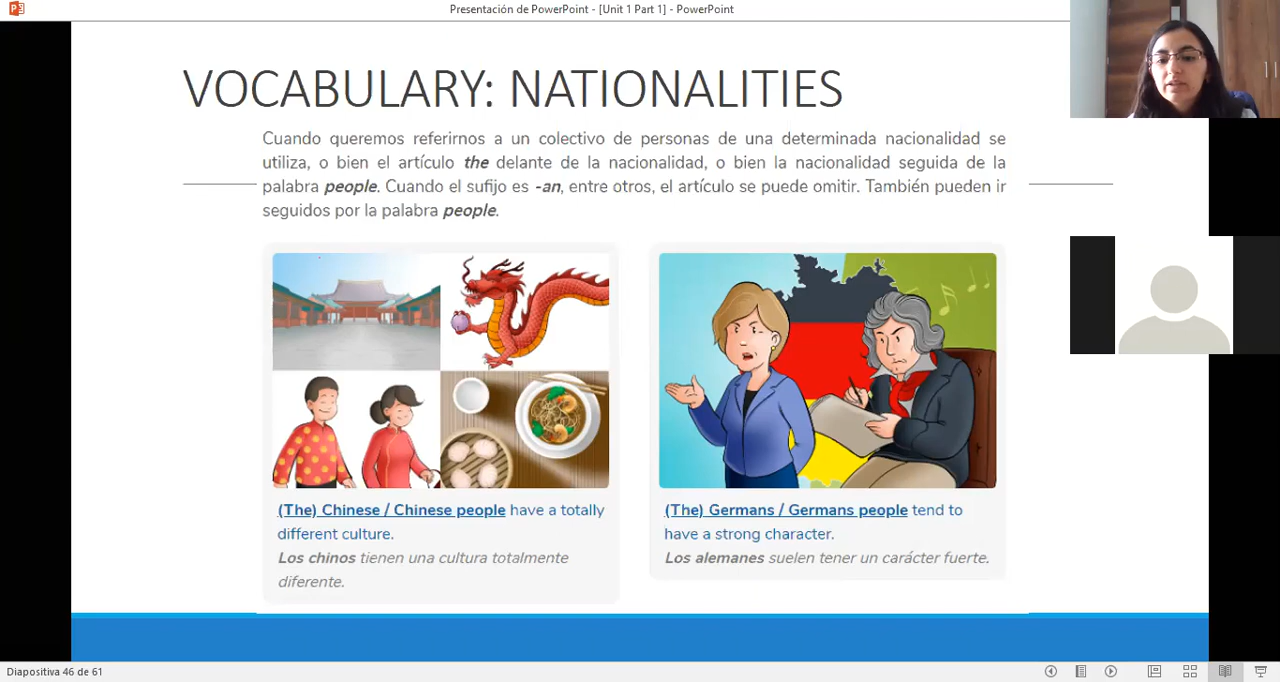 Presentación de PowerPoint - [Unit 1 Part 1] - PowerPoint
VOCABULARY: NATIONALITIES
Cuando queremos referirnos a un colectivo de personas de una determinada nacionalidad se
utiliza, o bien el artículo the delante de la nacionalidad, o bien la nacionalidad seguida de la
palabra people. Cuando el sufijo es -an, entre otros, el artículo se puede omitir. También pueden ir
seguidos por la palabra people.
(The) Chinese / Chinese people have a totally
different culture.
Los chinos tienen una cultura totalmente
diferente.
(The) Germans / Germans people tend to
have a strong character.
Los alemanes suelen tener un carácter fuerte.
Diapositiva 46 de 61